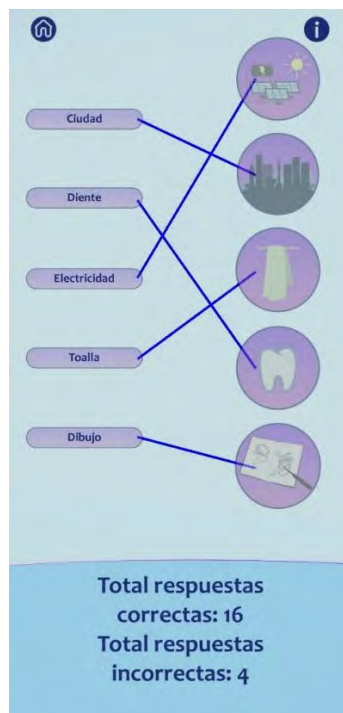 Ciudad
Diente
Electricidad
Toalla
Dibujo
Total respuestas
correctas: 16
Total respuestas
incorrectas: 4